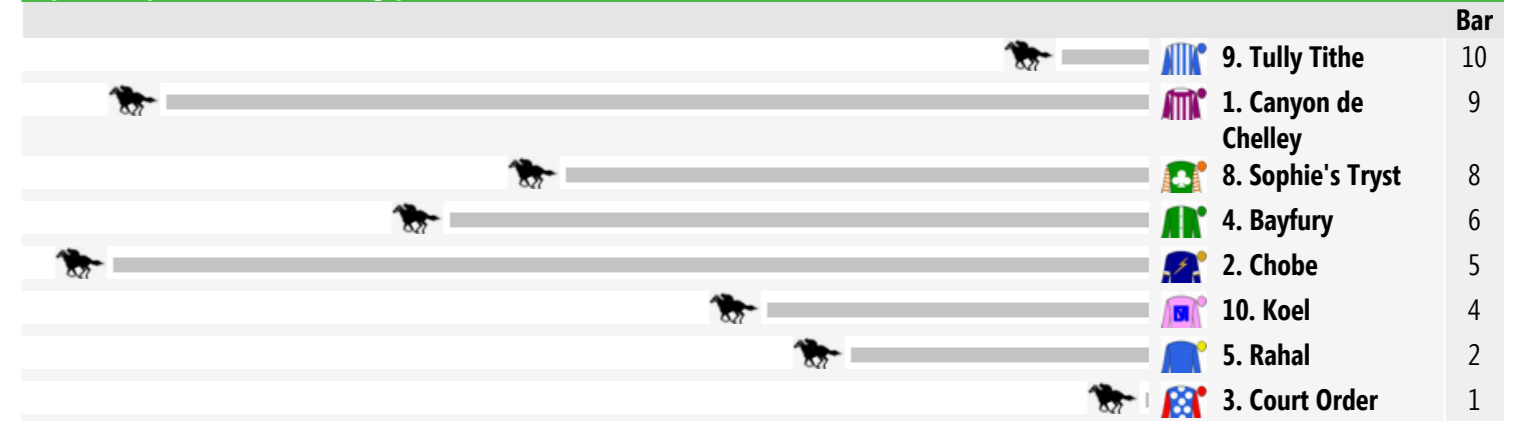 Bar
9. Tully Tithe 10
1. Canyon de 9
Chelley
8. Sophie's Tryst 8
4. Bayfury 6
2. Chobe 5
10. Koel 4
5. Rahal 2
3. Court Order 1